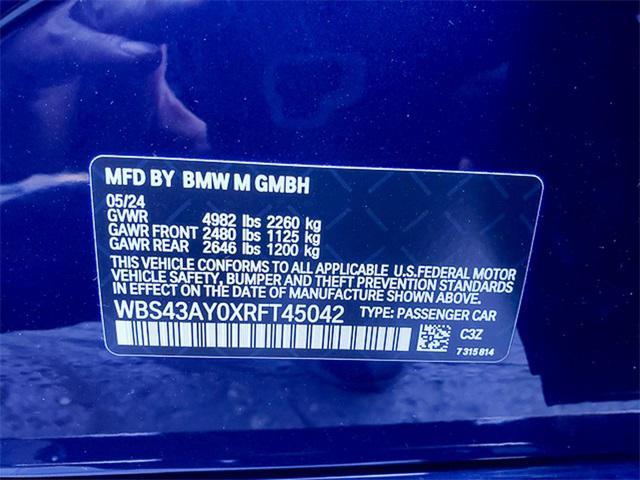 MFD BY BMW M GMBH
05/24
GVWR 4982 lbs 2260 kg
GAWR FRONT 2480 lbs 1125 kg
GAWR REAR 2646 lbs 1200 kg
THIS VEHICLE CONFORMS TO ALL APPLICABLE U.S.FEDERAL MOTOR
VEHICLE SAFETY, BUMPER AND THEFT PREVENTION STANDARDS
IN EFFECT ON THE DATE OF MANUFACTURE SHOWN ABOVE.
WBS43AY0XRFT45042 TYPE: PASSENGER CAR
C3Z
7 315 814